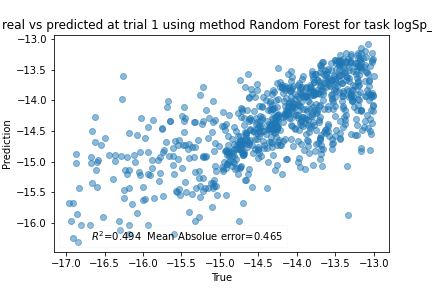 real vs predicted at trial 1 using method Random Forest for task logSp_
Prediction
−13.0
−13.5
−14.0
−14.5
−15.0
−15.5
−16.0
R²=0.494 Mean Absolue error=0.465
−17.0 −16.5 −16.0 −15.5 −15.0 −14.5 −14.0 −13.5 −13.0
True